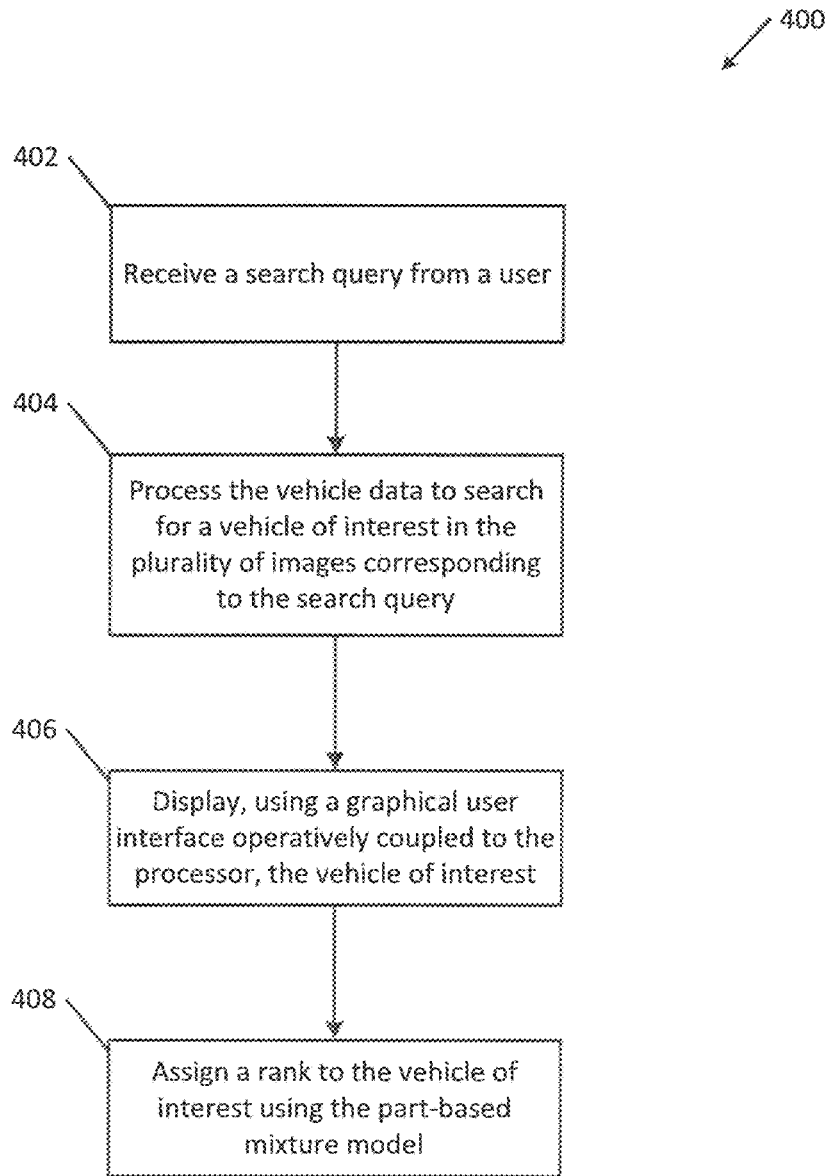 400
402
Receive a search query from a user
404
Process the vehicle data to search
for a vehicle of interest in the
plurality of images corresponding
to the search query
406
Display, using a graphical user
interface operatively coupled to the
processor, the vehicle of interest
408
Assign a rank to the vehicle of
interest using the part-based
mixture model